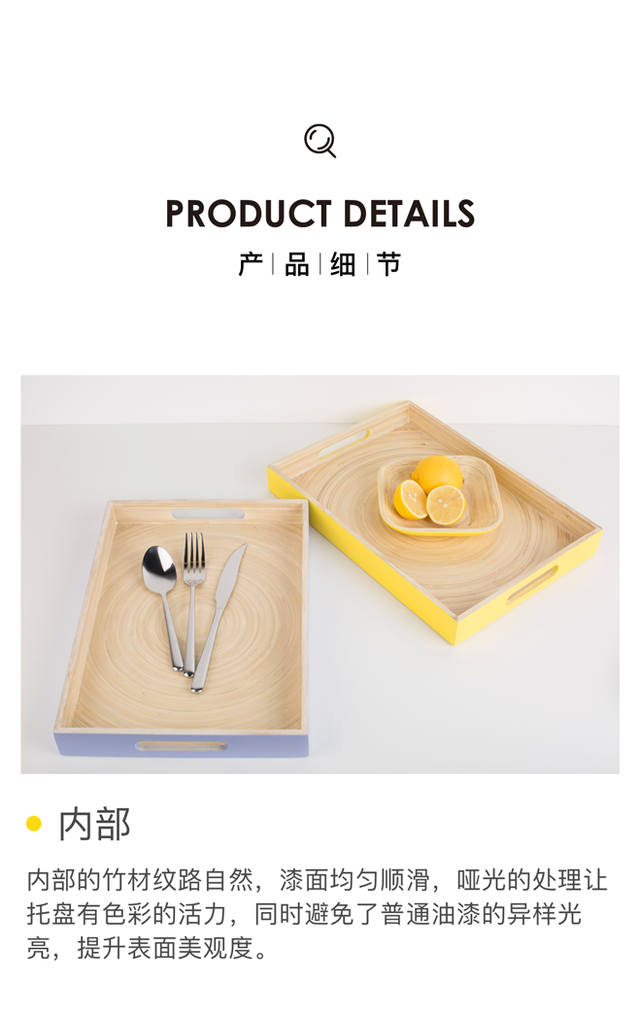 PRODUCT DETAILS
产|品|细|节
内部
内部的竹材纹路自然，漆面均匀顺滑，哑光的处理让
托盘有色彩的活力，同时避免了普通油漆的异样光
亮，提升表面美观度。